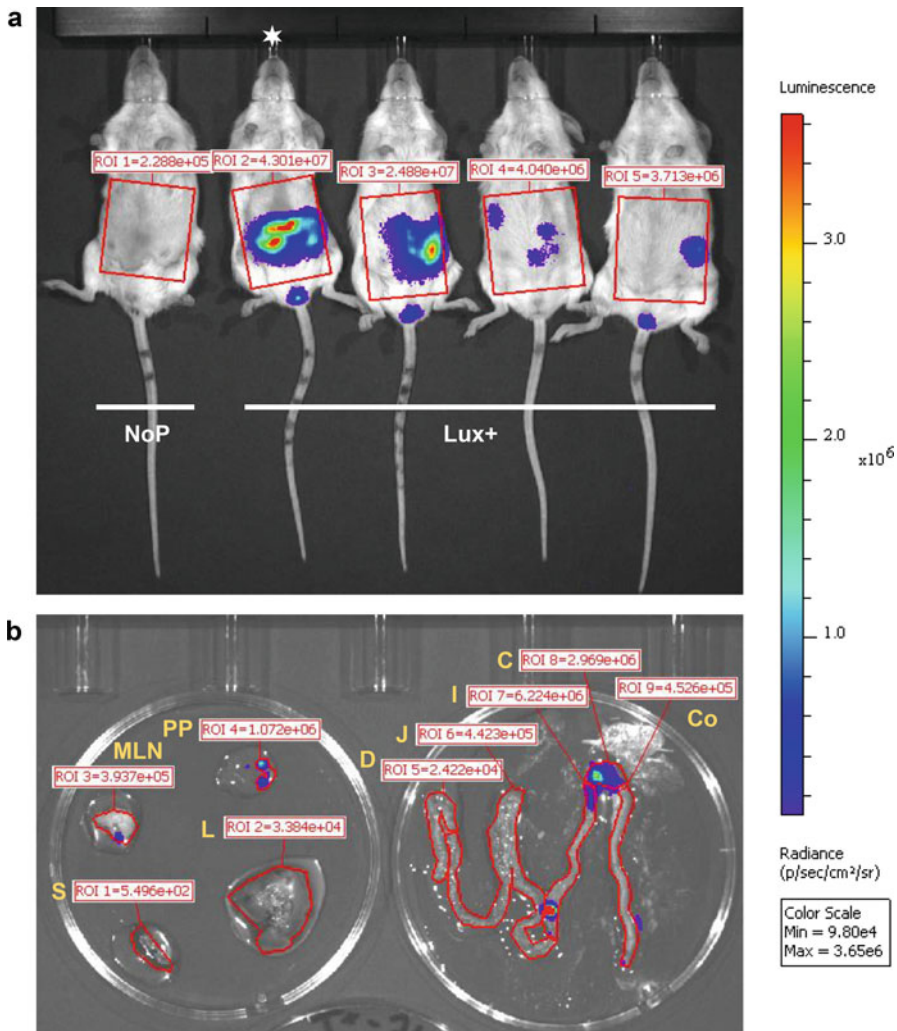 a
ROI 1=2.288e+05
ROI 2=4.301e+07
ROI 3=2.488e+07
ROI 4=4.040e+06
ROI 5=3.713e+06
NoP
Lux+
Luminescence
3.0
2.0
x10^6
1.0
Radiance
(p/sec/cm²/sr)
Color Scale
Min = 9.80e4
Max = 3.65e6
b
C
ROI 8=2.969e+06
I
ROI 7=6.224e+06
ROI 9=4.526e+05
Co
PP
ROI 4=1.072e+06
J
ROI 6=4.423e+05
MLN
ROI 3=3.937e+05
D
ROI 5=2.422e+04
L
ROI 2=3.384e+04
S
ROI 1=5.496e+02